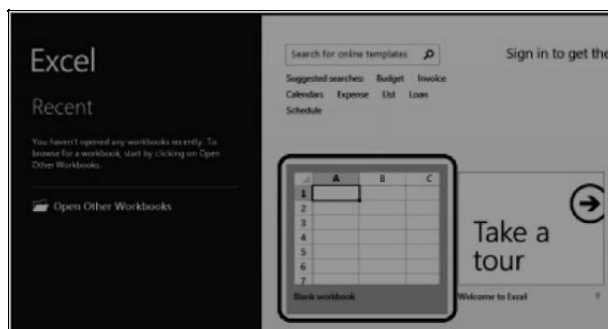 Excel
Recent
You haven't opened any workbooks recently. To
browse for a workbook, start by clicking on Open
Other Workbooks.
Open Other Workbooks
Search for online templates
Sign in to get the
Suggested searches: Budget Invoice
Calendars Expense List Loan
Schedule
A B C
1
2
3
4
5
6
7
Blank workbook
Take a
tour
Welcome to Excel